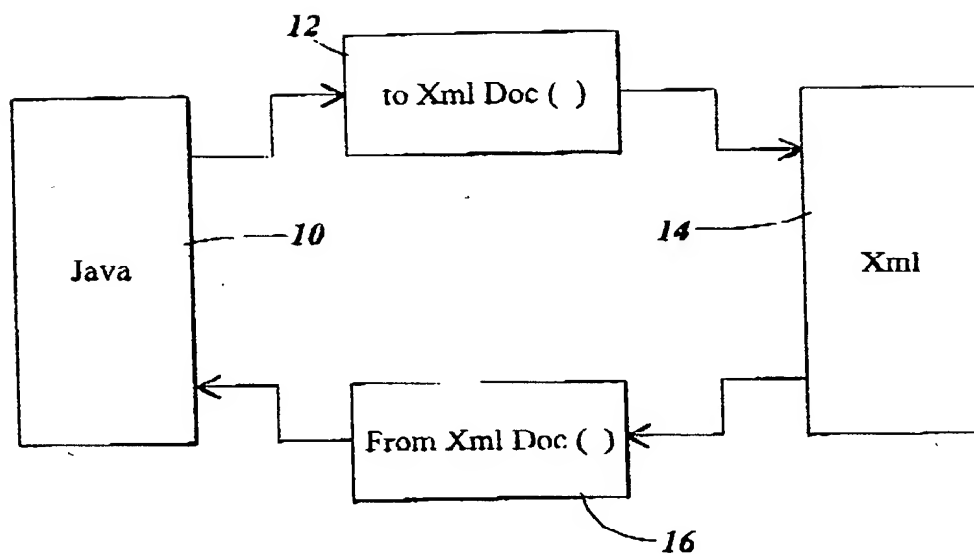 12
to Xml Doc ( )
10
14
Java
Xml
From Xml Doc ( )
16